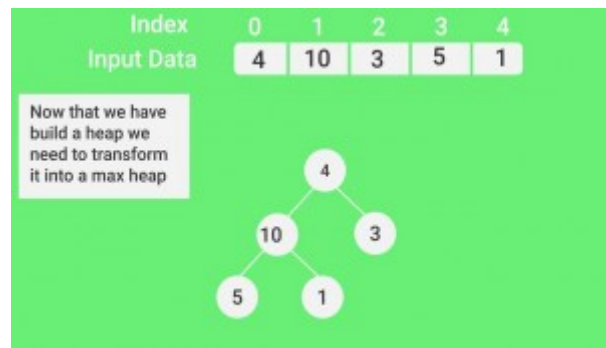 Index 0 1 2 3 4
Input Data 4 10 3 5 1
Now that we have
build a heap we
need to transform
it into a max heap
4
10 3
5 1